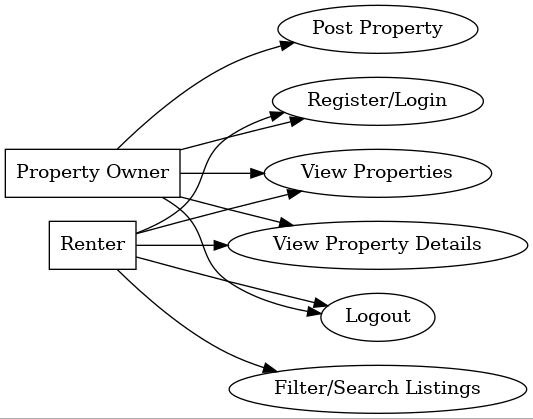 Post Property
Register/Login
Property Owner
View Properties
Renter
View Property Details
Logout
Filter/Search Listings